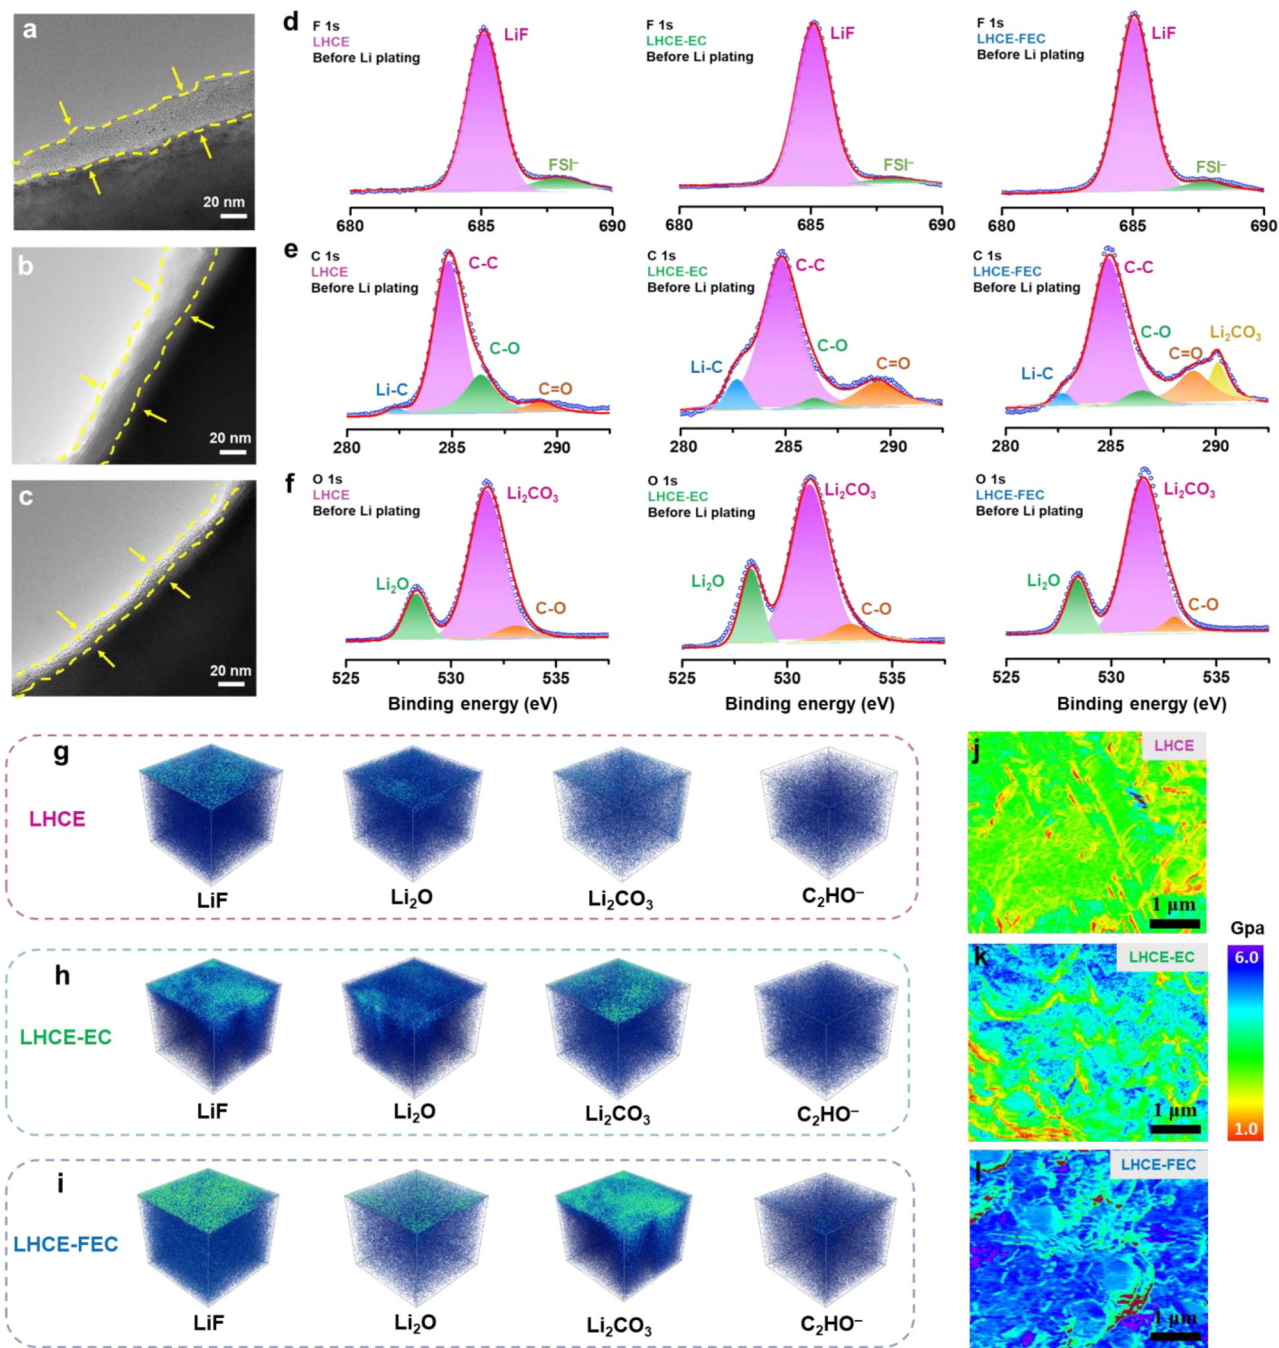 a
20 nm
b
20 nm
c
20 nm
d
F 1s
LHCE
Before Li plating
LiF
FSI⁻
680 685 690
F 1s
LHCE-EC
Before Li plating
LiF
FSI⁻
680 685 690
F 1s
LHCE-FEC
Before Li plating
LiF
FSI⁻
680 685 690
e
C 1s
LHCE
Before Li plating
C-C
C-O
Li-C
C=O
280 285 290
C 1s
LHCE-EC
Before Li plating
C-C
C-O
Li-C
C=O
280 285 290
C 1s
LHCE-FEC
Before Li plating
C-C
C-O
Li₂CO₃
C=O
Li-C
280 285 290
f
O 1s
LHCE
Before Li plating
Li₂CO₃
Li₂O
C-O
525 530 535
Binding energy (eV)
O 1s
LHCE-EC
Before Li plating
Li₂CO₃
Li₂O
C-O
525 530 535
Binding energy (eV)
O 1s
LHCE-FEC
Before Li plating
Li₂CO₃
Li₂O
C-O
525 530 535
Binding energy (eV)
g
LHCE
LiF
Li₂O
Li₂CO₃
C₂HO⁻
h
LHCE-EC
LiF
Li₂O
Li₂CO₃
C₂HO⁻
i
LHCE-FEC
LiF
Li₂O
Li₂CO₃
C₂HO⁻
j
LHCE
1 μm
k
LHCE-EC
1 μm
l
LHCE-FEC
1 μm
Gpa
6.0
1.0